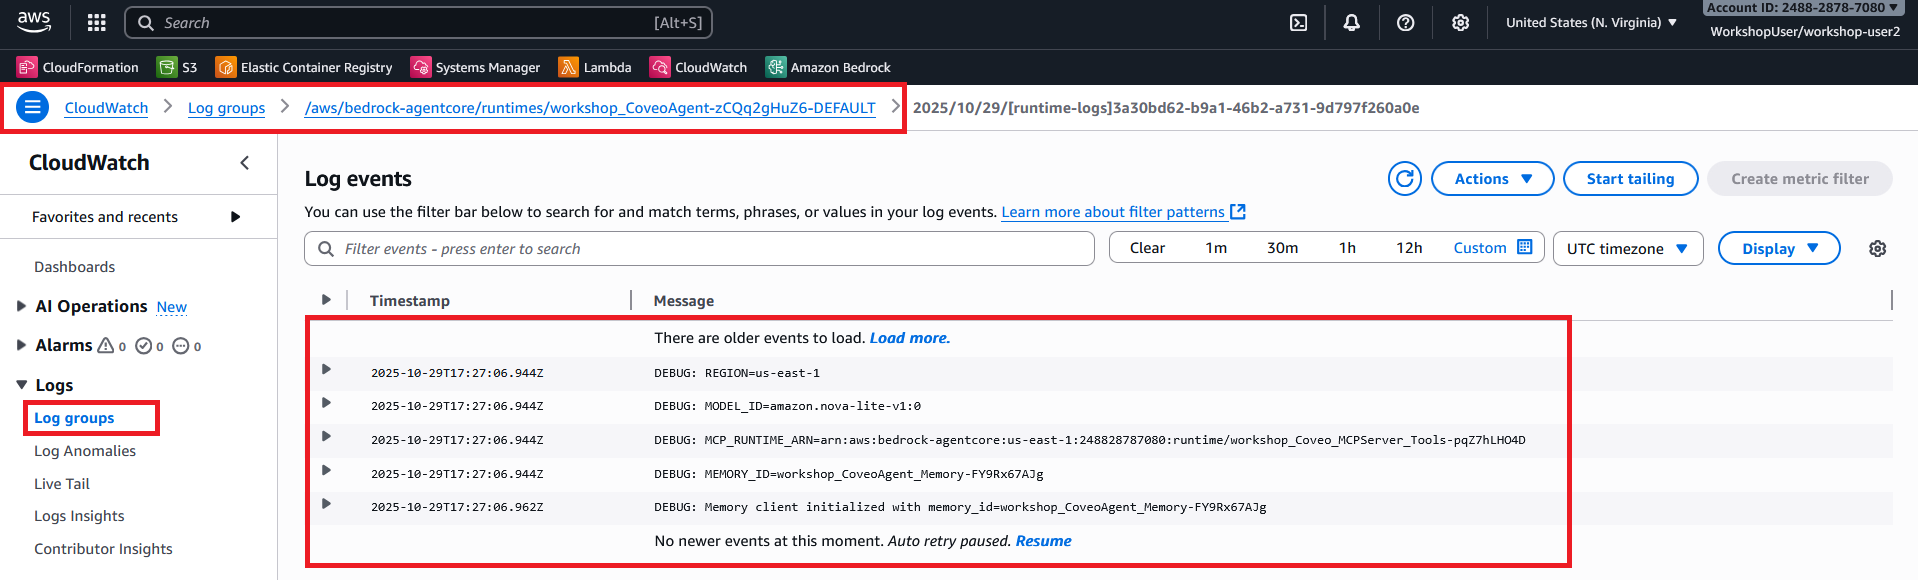 aws
Search [Alt+S]
United States (N. Virginia)
Account ID: 2488-2878-7080
WorkshopUser/workshop-user2
CloudFormation S3 Elastic Container Registry Systems Manager Lambda CloudWatch Amazon Bedrock
CloudWatch Log groups /aws/bedrock-agentcore/runtimes/workshop_CoveoAgent-zCQq2gHuZ6-DEFAULT 2025/10/29/[runtime-logs]3a30bd62-b9a1-46b2-a731-9d797f260a0e
CloudWatch
Favorites and recents
Dashboards
AI Operations New
Alarms 0 0 0
Logs
Log groups
Log Anomalies
Live Tail
Logs Insights
Contributor Insights
Log events
Actions Start tailing Create metric filter
You can use the filter bar below to search for and match terms, phrases, or values in your log events. Learn more about filter patterns
Filter events - press enter to search
Clear 1m 30m 1h 12h Custom UTC timezone Display
Timestamp Message
There are older events to load. Load more.
2025-10-29T17:27:06.944Z DEBUG: REGION=us-east-1
2025-10-29T17:27:06.944Z DEBUG: MODEL_ID=amazon.nova-lite-v1:0
2025-10-29T17:27:06.944Z DEBUG: MCP_RUNTIME_ARN=arn:aws:bedrock-agentcore:us-east-1:248828787080:runtime/workshop_Coveo_MCPServer_Tools-pqZ7hLHO4D
2025-10-29T17:27:06.944Z DEBUG: MEMORY_ID=workshop_CoveoAgent_Memory-FY9Rx67AJg
2025-10-29T17:27:06.962Z DEBUG: Memory client initialized with memory_id=workshop_CoveoAgent_Memory-FY9Rx67AJg
No newer events at this moment. Auto retry paused. Resume